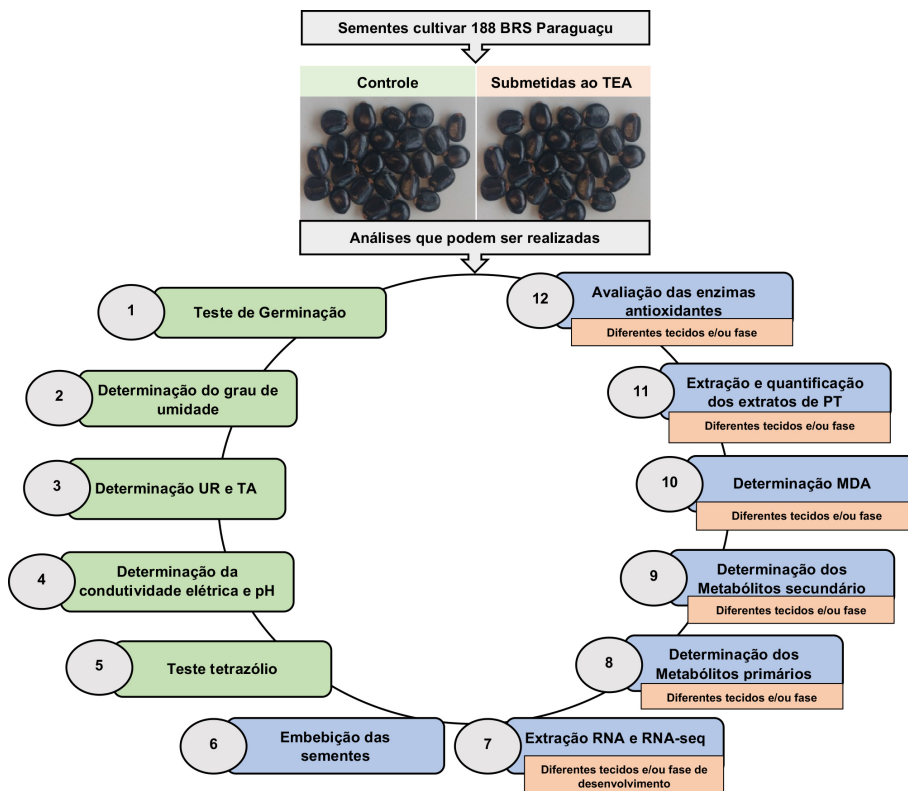 Sementes cultivar 188 BRS Paraguaçu
Controle
Submetidas ao TEA
Análises que podem ser realizadas
1
Teste de Germinação
2
Determinação do grau de
umidade
3
Determinação UR e TA
4
Determinação da
condutividade elétrica e pH
5
Teste tetrazólio
6
Embebição das
sementes
7
Extração RNA e RNA-seq
Diferentes tecidos e/ou fase de
desenvolvimento
8
Determinação dos
Metabólitos primários
Diferentes tecidos e/ou fase
9
Determinação dos
Metabólitos secundário
Diferentes tecidos e/ou fase
10
Determinação MDA
Diferentes tecidos e/ou fase
11
Extração e quantificação
dos extratos de PT
Diferentes tecidos e/ou fase
12
Avaliação das enzimas
antioxidantes
Diferentes tecidos e/ou fase